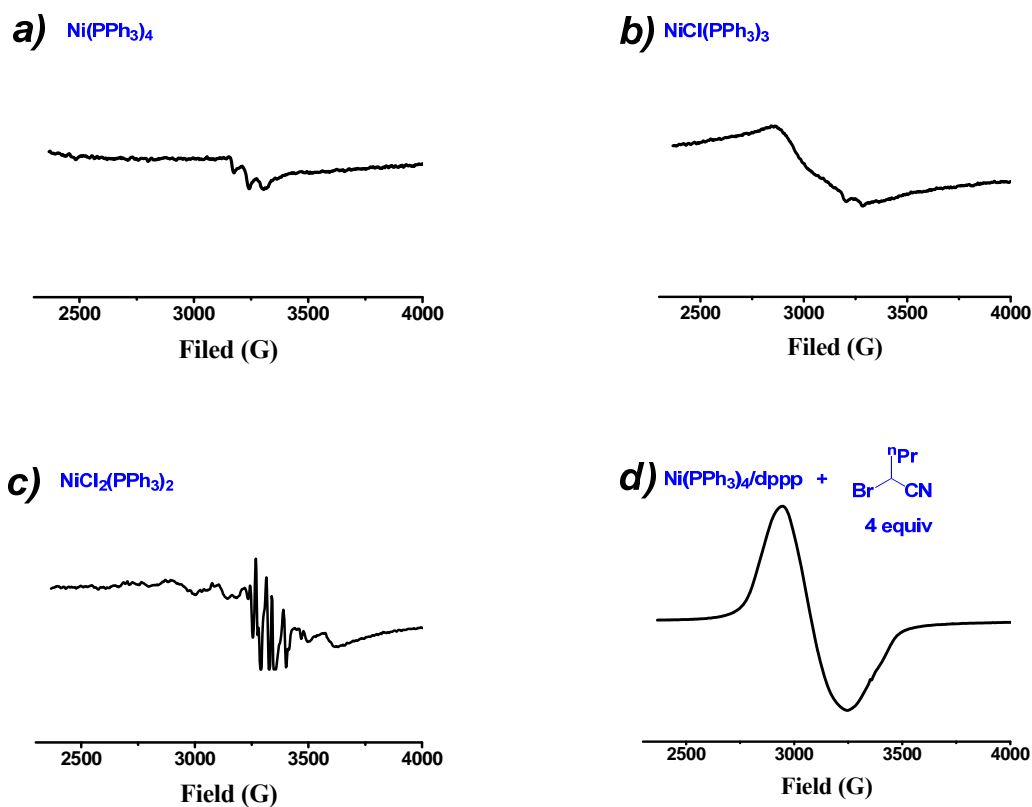 a) Ni(PPh3)4
2500 3000 3500 4000
Filed (G)
b) NiCl(PPh3)3
2500 3000 3500 4000
Filed (G)
c) NiCl2(PPh3)2
2500 3000 3500 4000
Field (G)
d) Ni(PPh3)4/dppp +
nPr
Br CN
4 equiv
2500 3000 3500 4000
Field (G)